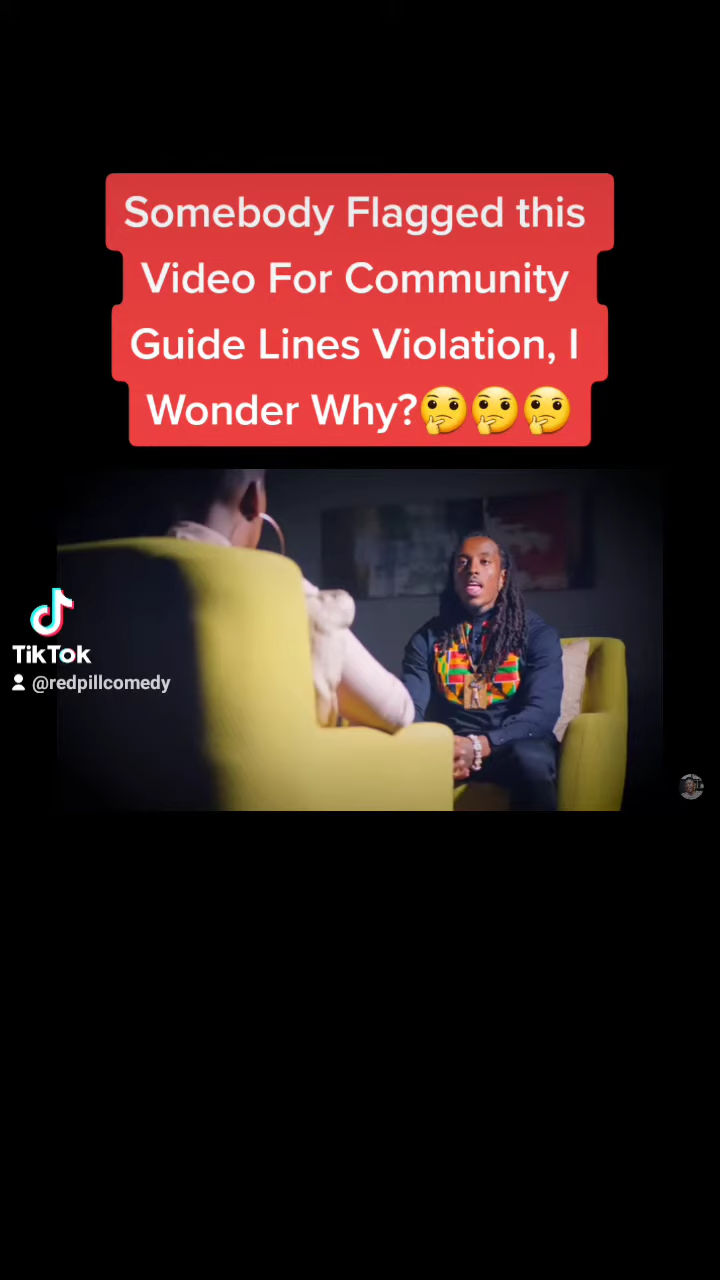 Somebody Flagged this
Video For Community
Guide Lines Violation, I
Wonder Why?🤔🤔🤔
TikTok
@redpillcomedy